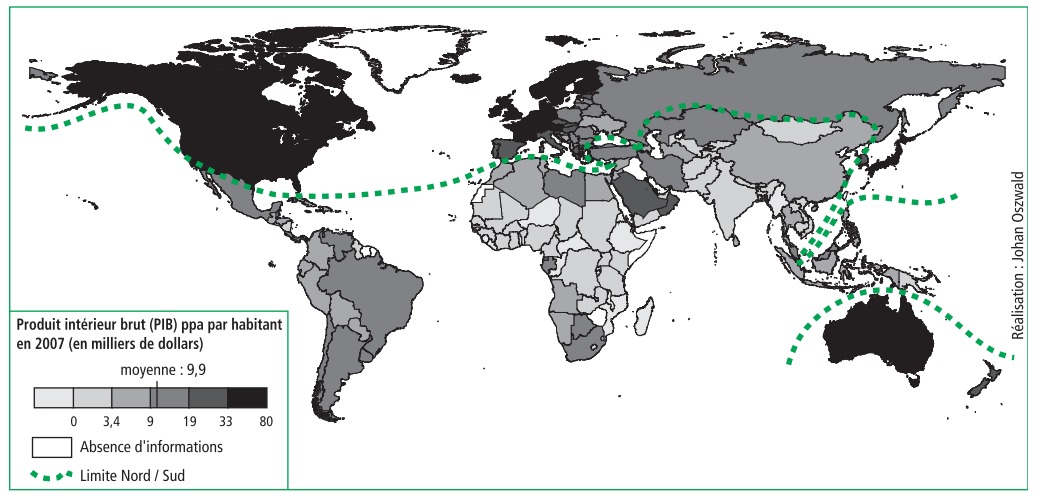 Produit intérieur brut (PIB) ppa par habitant
en 2007 (en milliers de dollars)
moyenne : 9,9
0 3,4 9 19 33 80
Absence d'informations
Limite Nord / Sud
Réalisation : Johan Oszwald